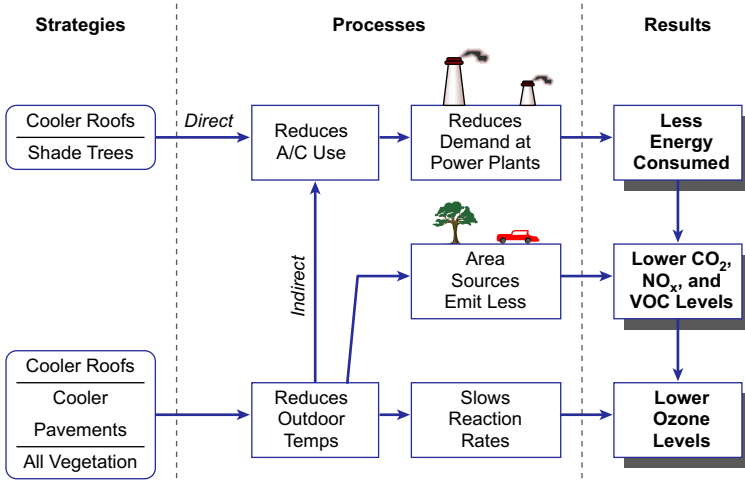 Strategies
Processes
Results
Cooler Roofs
Shade Trees
Direct
Reduces
A/C Use
Reduces
Demand at
Power Plants
Less
Energy
Consumed
Indirect
Area
Sources
Emit Less
Lower CO₂,
NOₓ, and
VOC Levels
Cooler Roofs
Cooler
Pavements
All Vegetation
Reduces
Outdoor
Temps
Slows
Reaction
Rates
Lower
Ozone
Levels